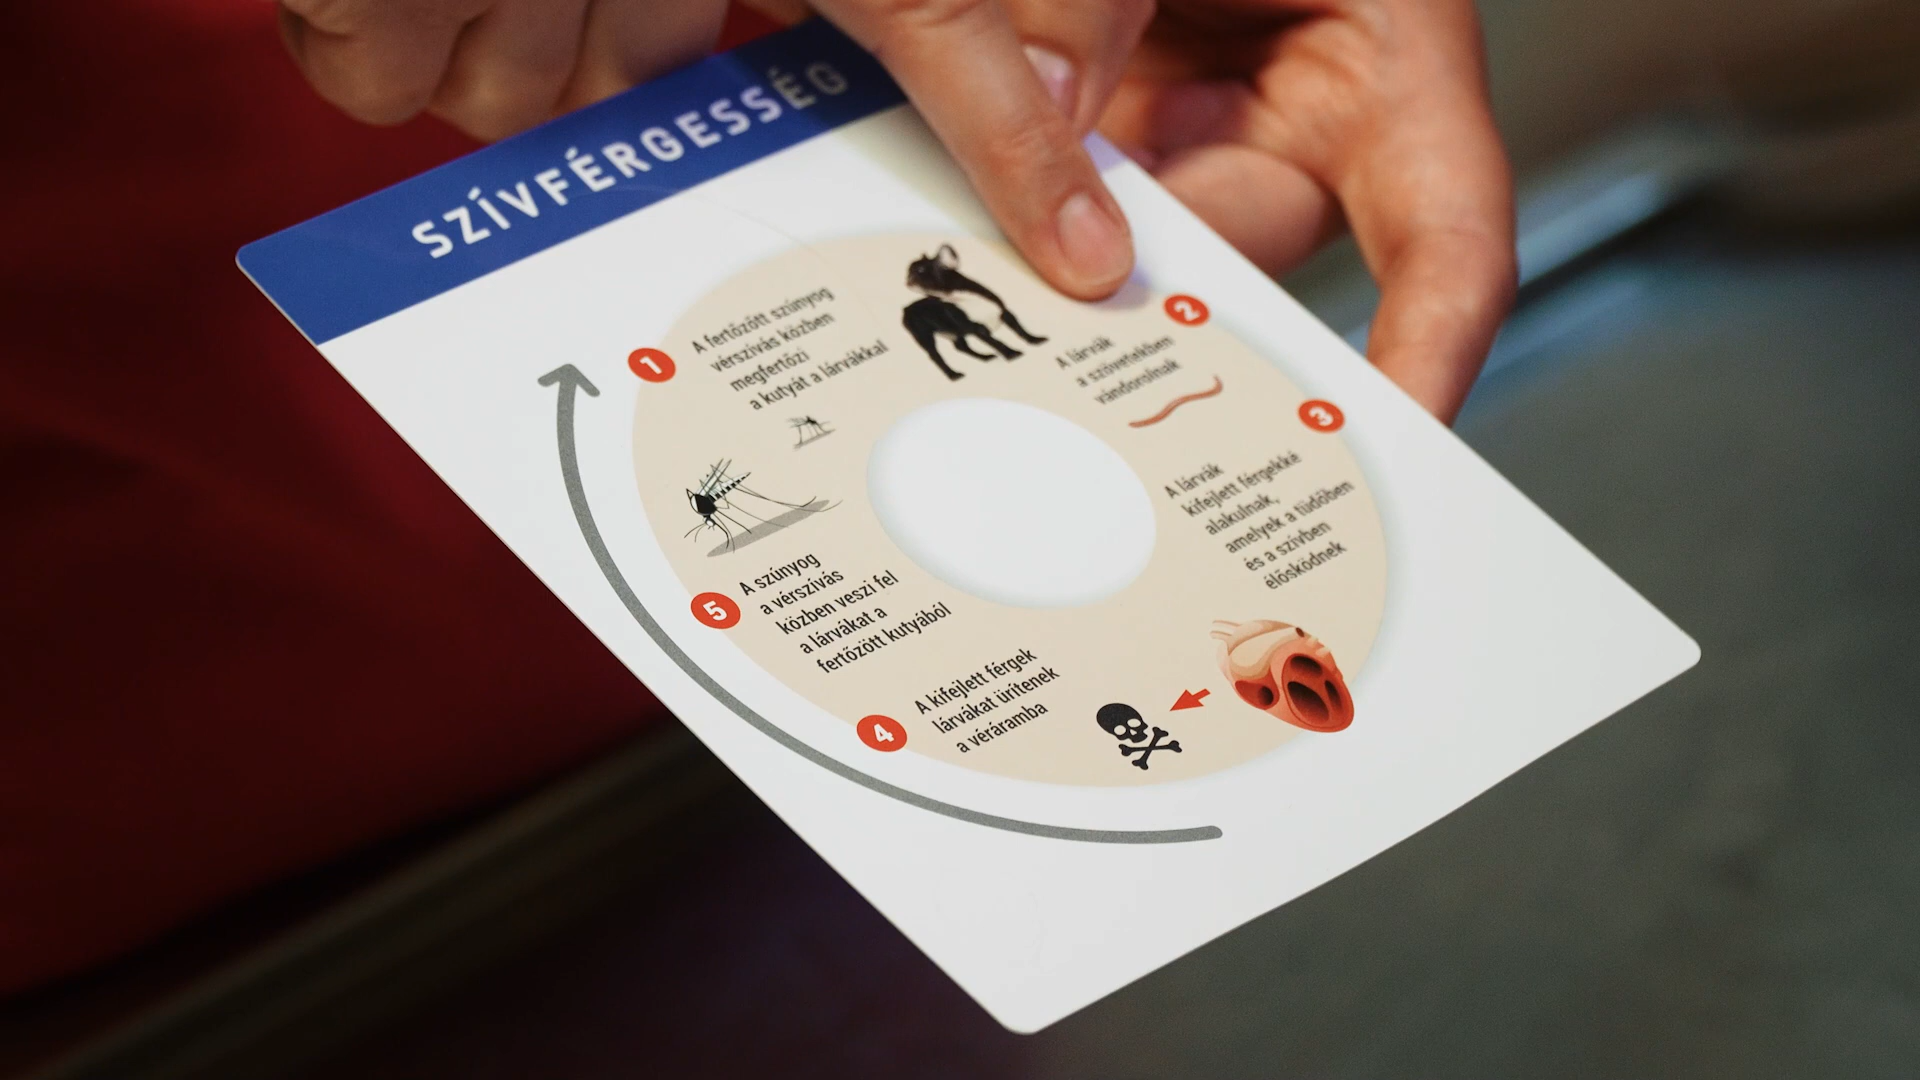 SZÍVFÉRGESSÉG
1
A fertőzött szúnyog
vérszívás közben
megfertőzi
a kutyát a lárvákkal
2
A lárvák
a szövetekben
vándorolnak
3
A lárvák
kifejlett férgekké
alakulnak,
amelyek a tüdőben
és a szívben
élősködnek
4
A kifejlett férgek
lárvákat ürítenek
a véráramba
5
A szúnyog
a vérszívás
közben veszi fel
a lárvákat a
fertőzött kutyából